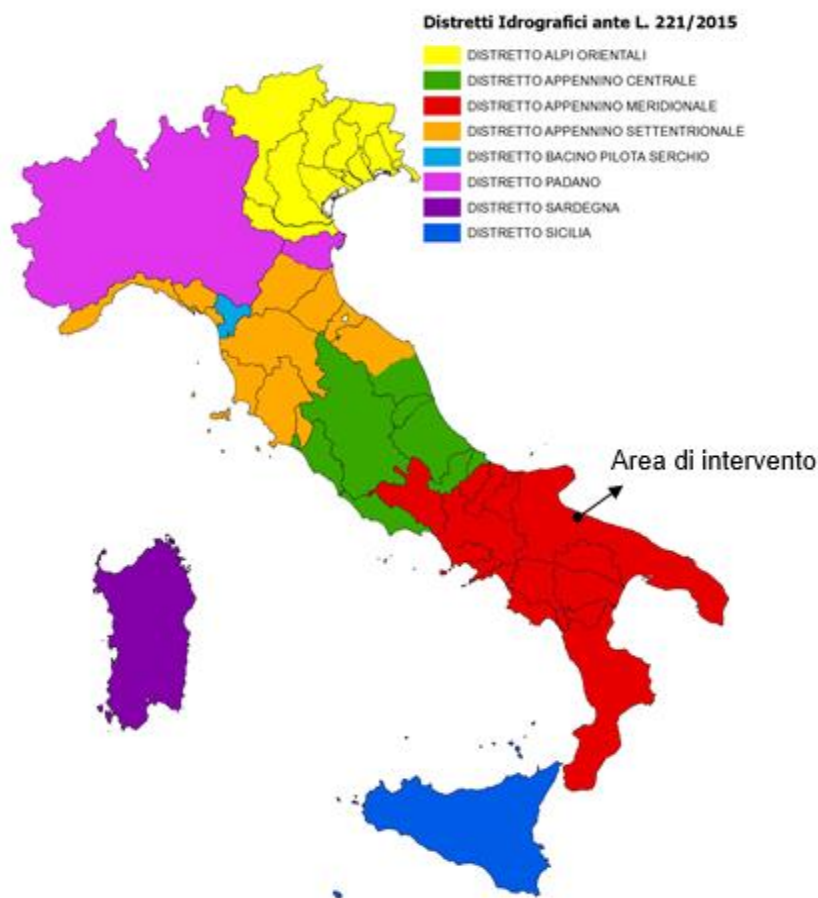 Distretti Idrografici ante L. 221/2015
DISTRETTO ALPI ORIENTALI
DISTRETTO APPENNINO CENTRALE
DISTRETTO APPENNINO MERIDIONALE
DISTRETTO APPENNINO SETTENTRIONALE
DISTRETTO BACINO PILOTA SERCHIO
DISTRETTO PADANO
DISTRETTO SARDEGNA
DISTRETTO SICILIA
Area di intervento